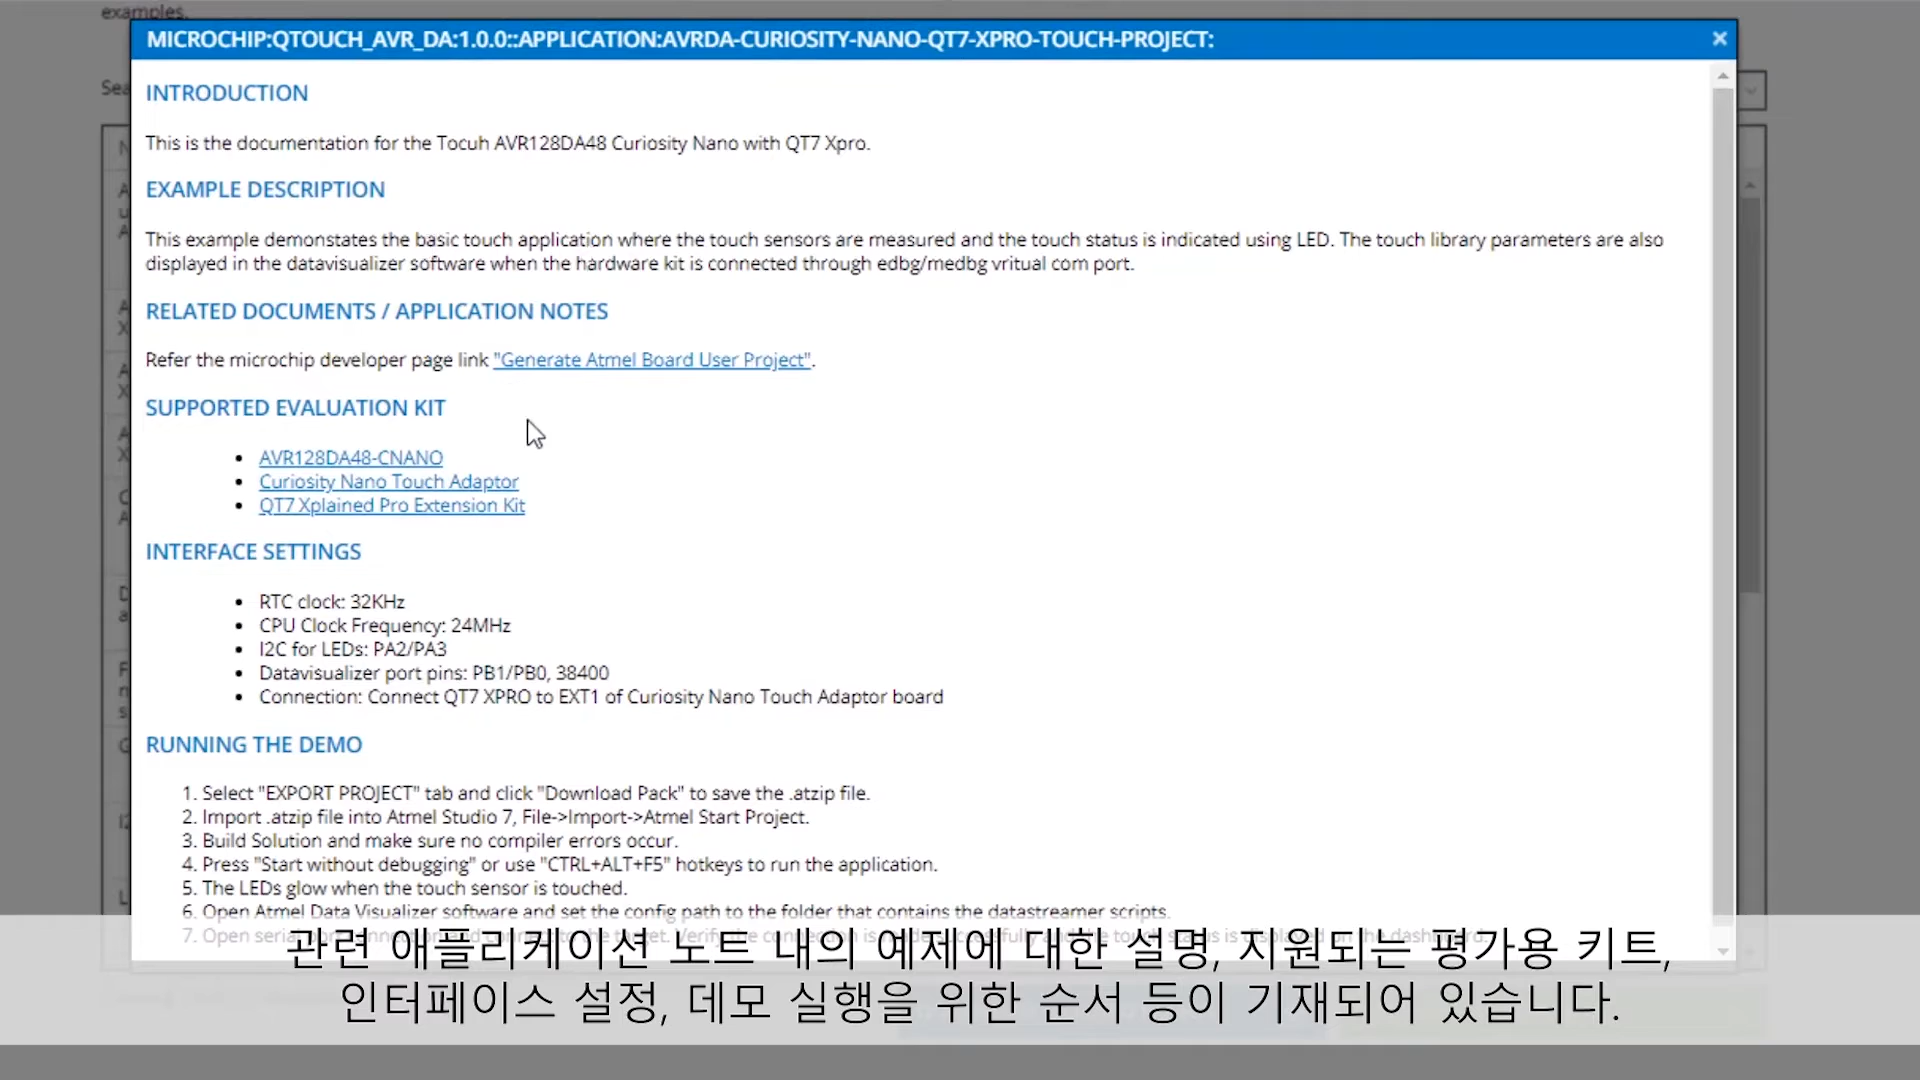 examples.
MICROCHIP:QTOUCH_AVR_DA:1.0.0::APPLICATION:AVRDA-CURIOSITY-NANO-QT7-XPRO-TOUCH-PROJECT:
INTRODUCTION
This is the documentation for the Tocuh AVR128DA48 Curiosity Nano with QT7 Xpro.
EXAMPLE DESCRIPTION
This example demonstates the basic touch application where the touch sensors are measured and the touch status is indicated using LED. The touch library parameters are also
displayed in the datavisualizer software when the hardware kit is connected through edbg/medbg vritual com port.
RELATED DOCUMENTS / APPLICATION NOTES
Refer the microchip developer page link "Generate Atmel Board User Project".
SUPPORTED EVALUATION KIT
• AVR128DA48-CNANO
• Curiosity Nano Touch Adaptor
• QT7 Xplained Pro Extension Kit
INTERFACE SETTINGS
• RTC clock: 32KHz
• CPU Clock Frequency: 24MHz
• I2C for LEDs: PA2/PA3
• Datavisualizer port pins: PB1/PB0, 38400
• Connection: Connect QT7 XPRO to EXT1 of Curiosity Nano Touch Adaptor board
RUNNING THE DEMO
1. Select "EXPORT PROJECT" tab and click "Download Pack" to save the .atzip file.
2. Import .atzip file into Atmel Studio 7, File->Import->Atmel Start Project.
3. Build Solution and make sure no compiler errors occur.
4. Press "Start without debugging" or use "CTRL+ALT+F5" hotkeys to run the application.
5. The LEDs glow when the touch sensor is touched.
6. Open Atmel Data Visualizer software and set the config path to the folder that contains the datastreamer scripts.
관련 애플리케이션 노트 내의 예제에 대한 설명, 지원되는 평가용 키트,
인터페이스 설정, 데모 실행을 위한 순서 등이 기재되어 있습니다.